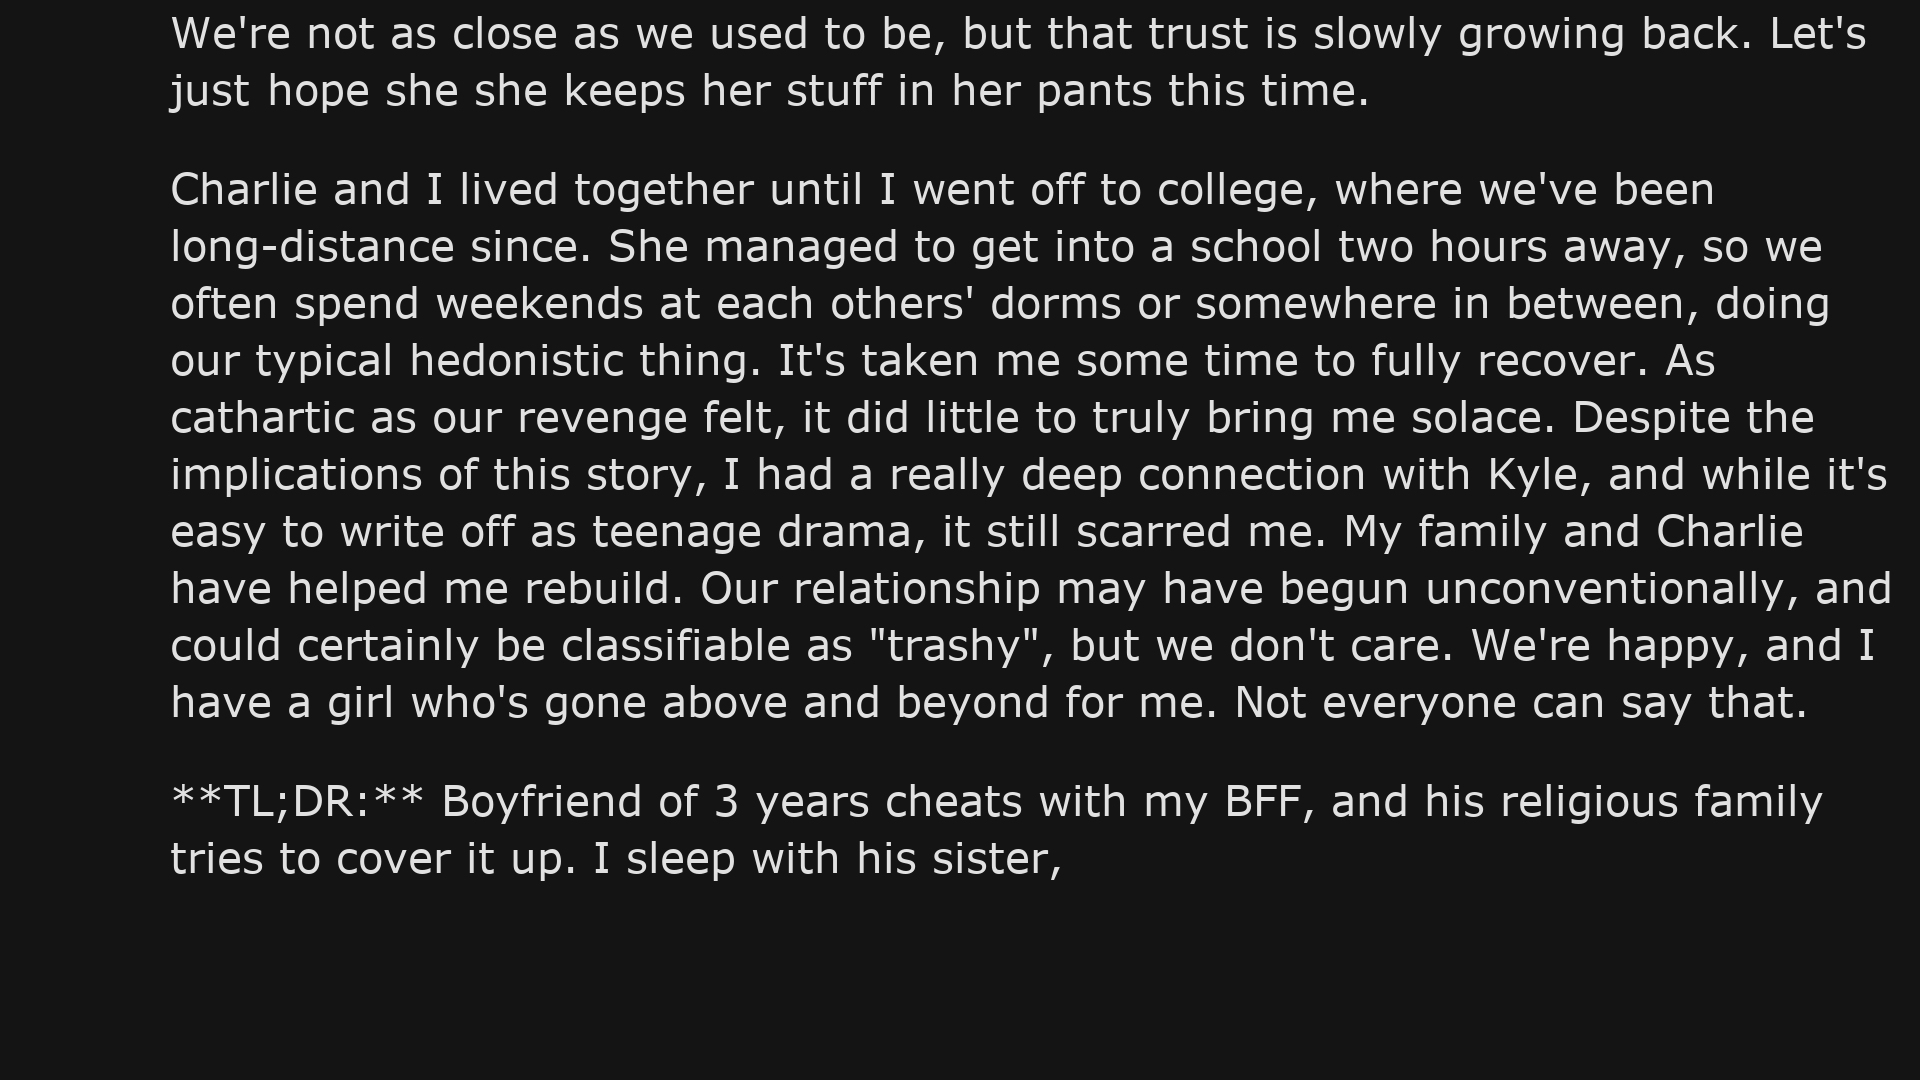 We're not as close as we used to be, but that trust is slowly growing back. Let's
just hope she she keeps her stuff in her pants this time.
Charlie and I lived together until I went off to college, where we've been
long-distance since. She managed to get into a school two hours away, so we
often spend weekends at each others' dorms or somewhere in between, doing
our typical hedonistic thing. It's taken me some time to fully recover. As
cathartic as our revenge felt, it did little to truly bring me solace. Despite the
implications of this story, I had a really deep connection with Kyle, and while it's
easy to write off as teenage drama, it still scarred me. My family and Charlie
have helped me rebuild. Our relationship may have begun unconventionally, and
could certainly be classifiable as "trashy", but we don't care. We're happy, and I
have a girl who's gone above and beyond for me. Not everyone can say that.
**TL;DR:** Boyfriend of 3 years cheats with my BFF, and his religious family
tries to cover it up. I sleep with his sister,